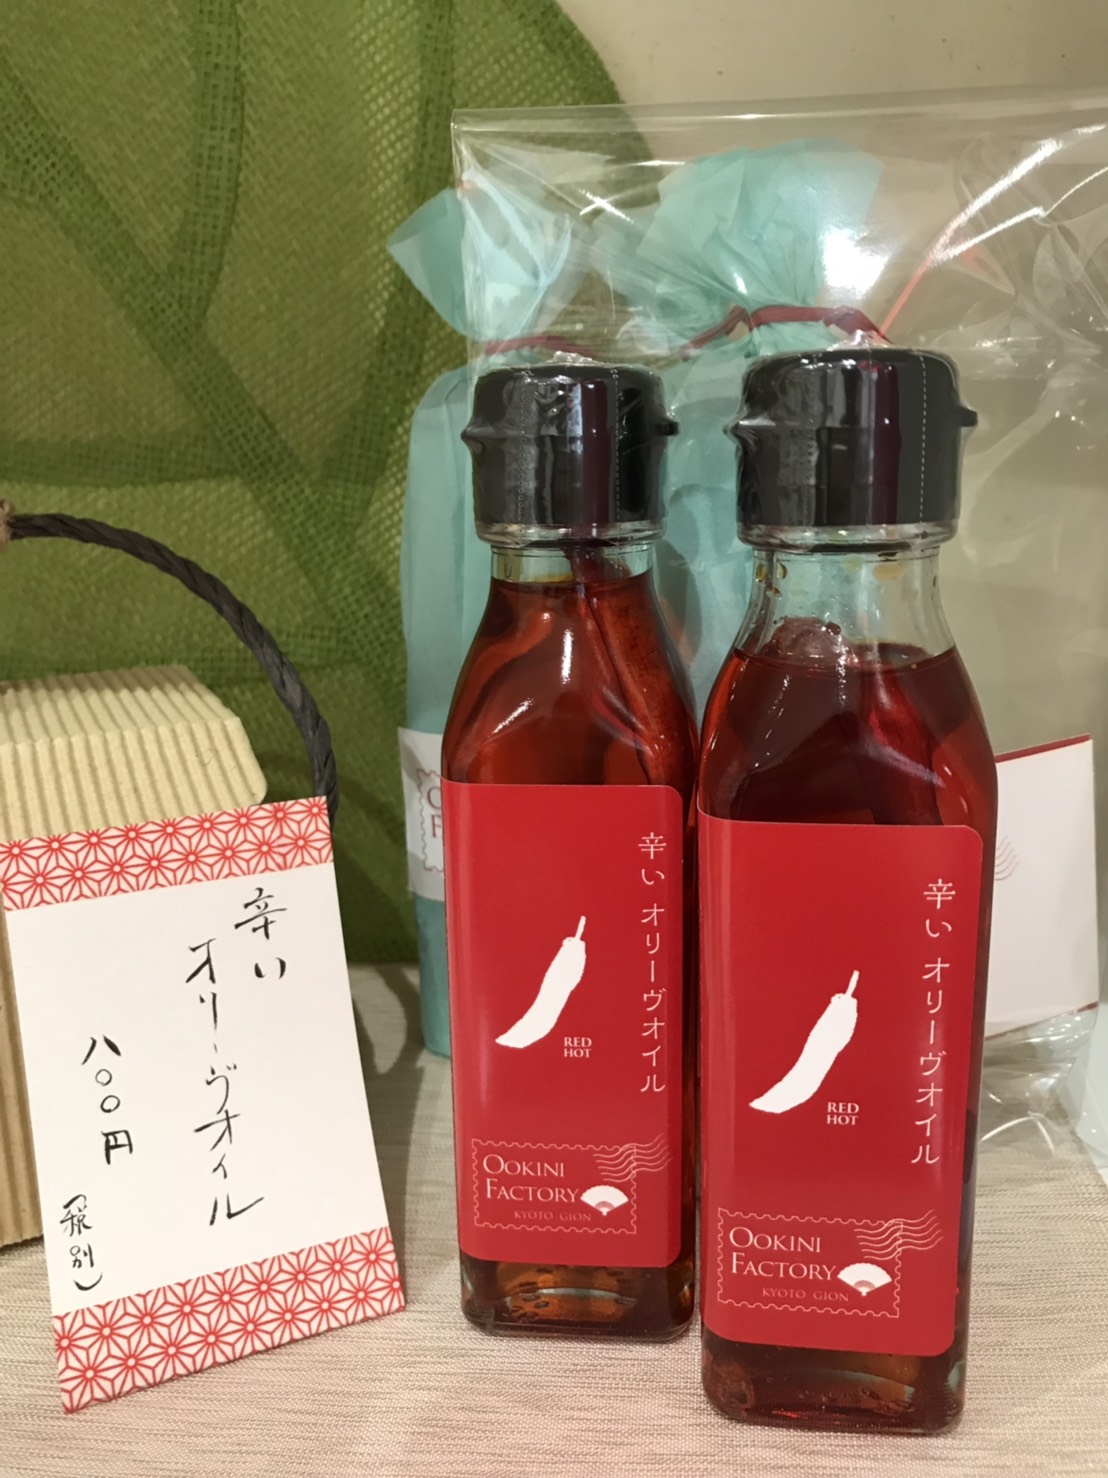 辛い
オリーヴオイル
八〇〇円
(税別)
辛い オリーヴオイル
RED
HOT
OOKINI
FACTORY
KYOTO GION
辛い オリーヴオイル
RED
HOT
OOKINI
FACTORY
KYOTO GION